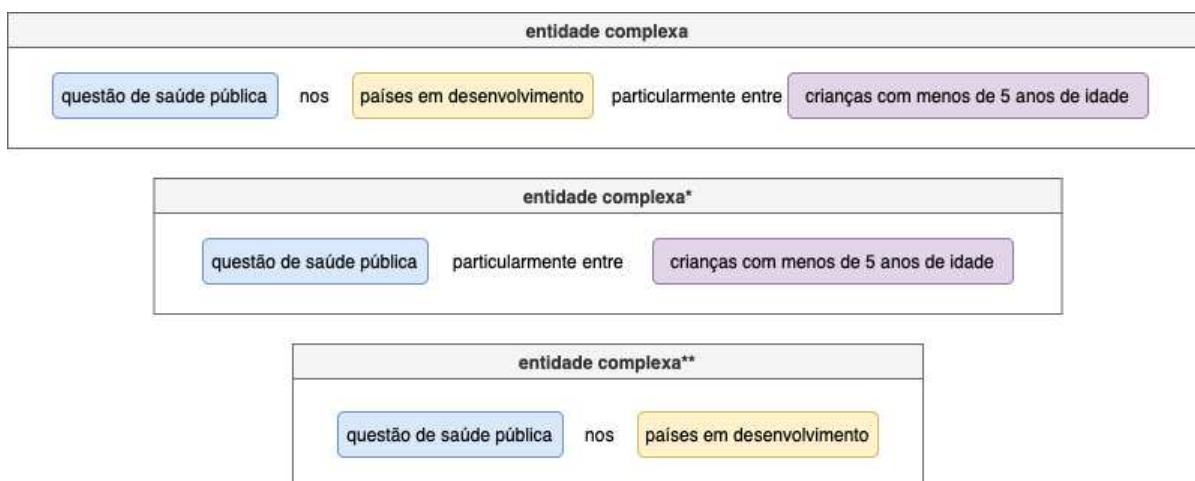 entidade complexa
questão de saúde pública nos países em desenvolvimento particularmente entre crianças com menos de 5 anos de idade
entidade complexa*
questão de saúde pública particularmente entre crianças com menos de 5 anos de idade
entidade complexa**
questão de saúde pública nos países em desenvolvimento